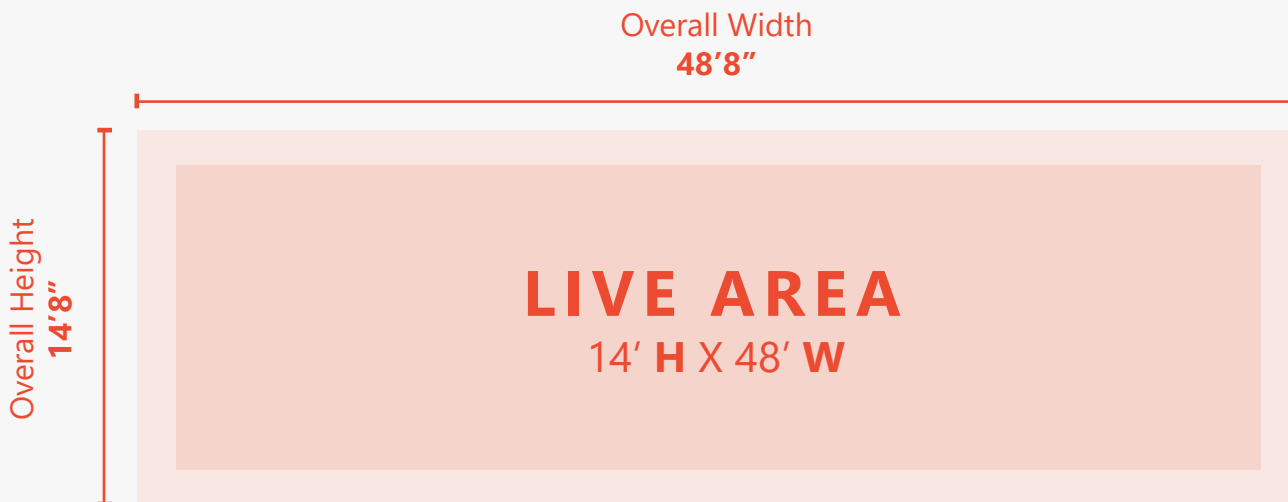 Overall Width
48’8”
Overall Height
14’8”
LIVE AREA
14’ H X 48’ W